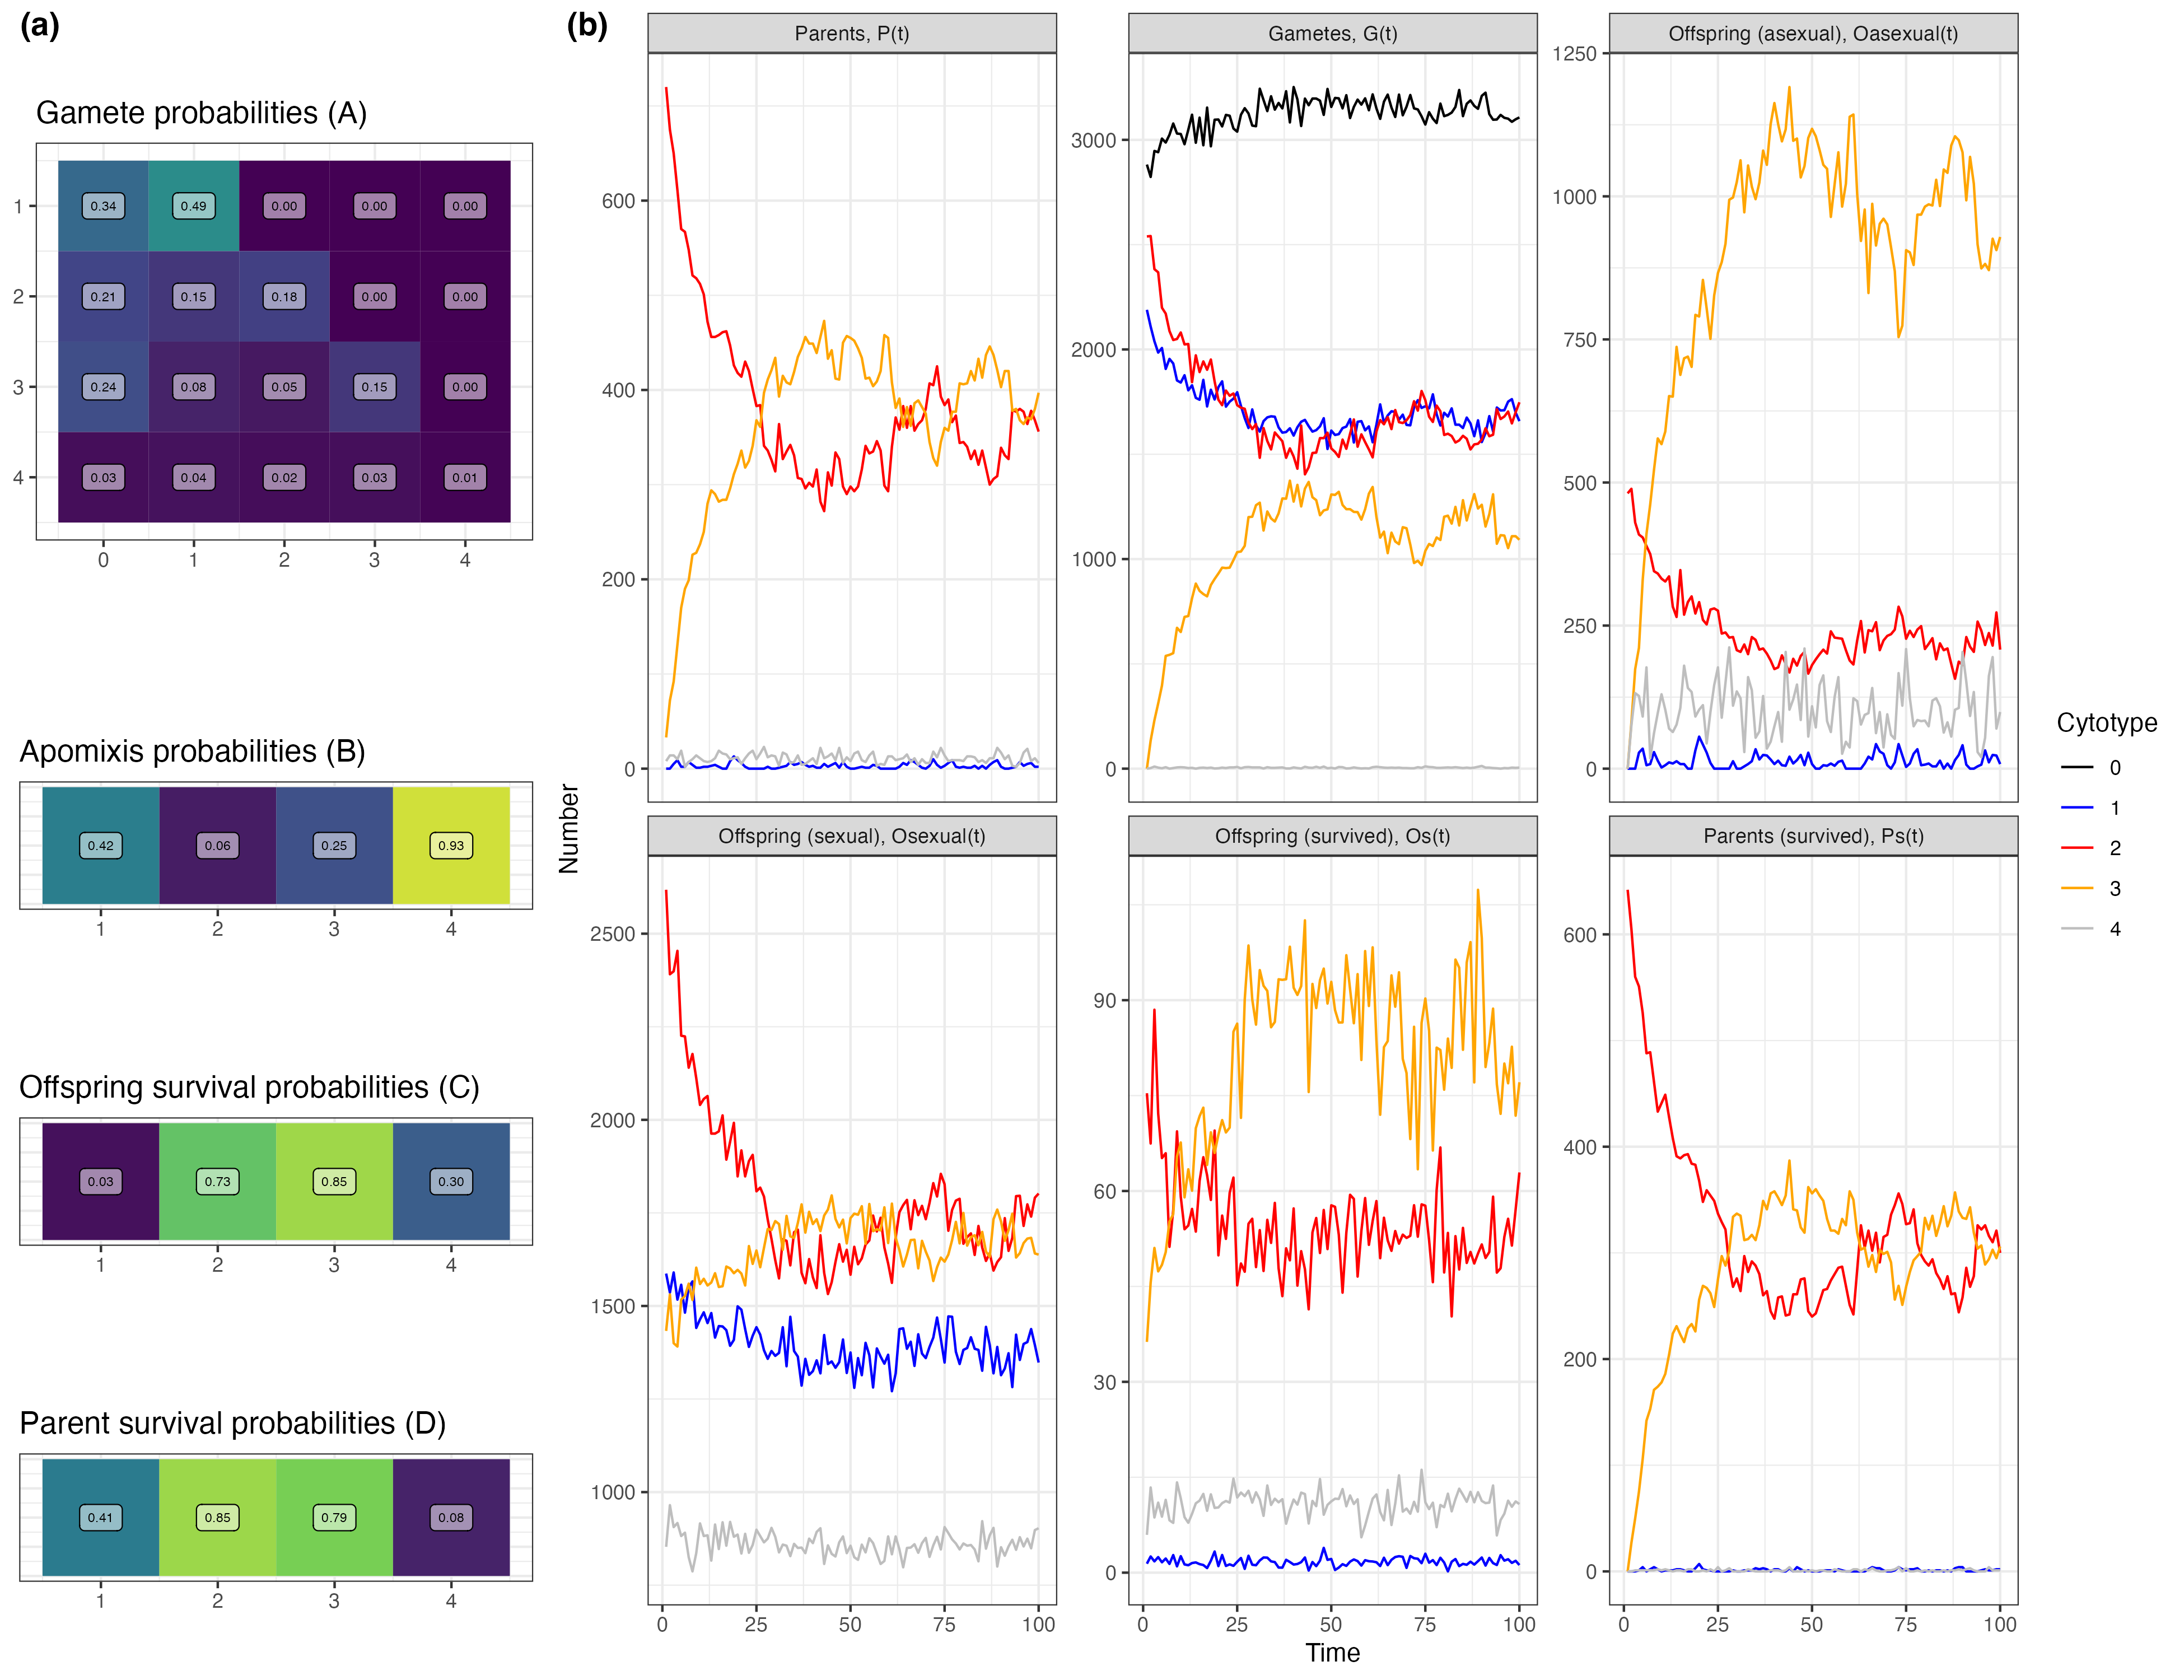 (a)
Gamete probabilities (A)
1
0.34 0.49 0.00 0.00 0.00
2
0.21 0.15 0.18 0.00 0.00
3
0.24 0.08 0.05 0.15 0.00
4
0.03 0.04 0.02 0.03 0.01
0 1 2 3 4
Apomixis probabilities (B)
0.42 0.06 0.25 0.93
1 2 3 4
Offspring survival probabilities (C)
0.03 0.73 0.85 0.30
1 2 3 4
Parent survival probabilities (D)
0.41 0.85 0.79 0.08
1 2 3 4
(b)
Number
Parents, P(t)
600
400
200
0
Gametes, G(t)
3000
2000
1000
0
Offspring (asexual), Oasexual(t)
1250
1000
750
500
250
0
Offspring (sexual), Osexual(t)
2500
2000
1500
1000
0 25 50 75 100
Offspring (survived), Os(t)
90
60
30
0
0 25 50 75 100
Parents (survived), Ps(t)
600
400
200
0
0 25 50 75 100
Time
Cytotype
0
1
2
3
4